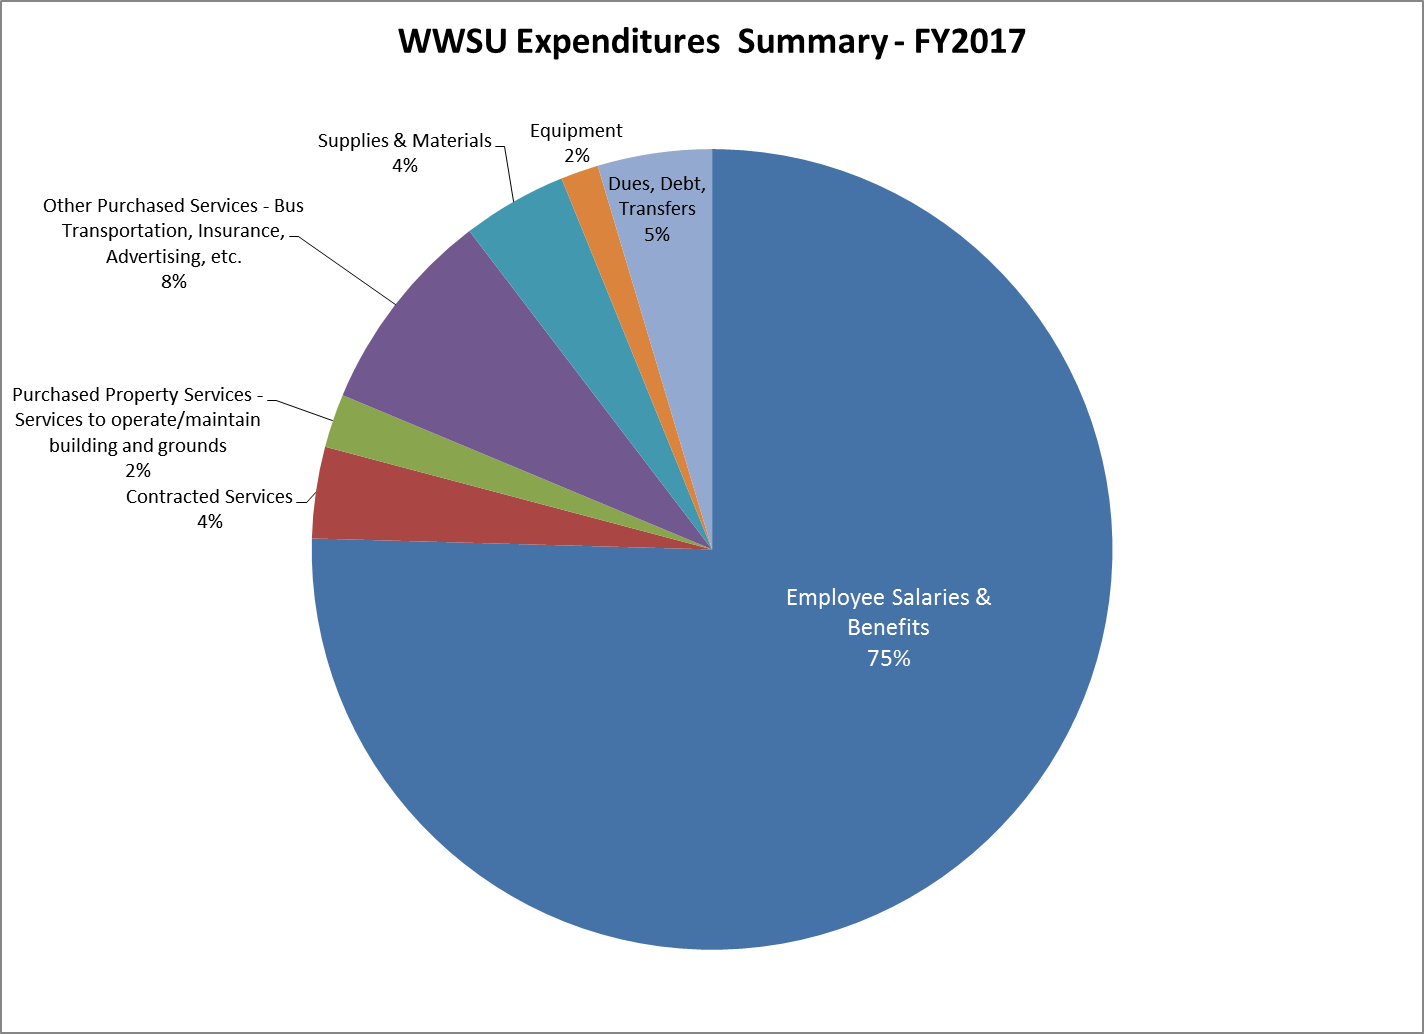 WWSU Expenditures  Summary - FY2017
Equipment
2%
Supplies & Materials
4%
Dues, Debt,
Transfers
5%
Other Purchased Services - Bus
Transportation, Insurance,
Advertising, etc.
8%
Purchased Property Services -
Services to operate/maintain
building and grounds
2%
Contracted Services
4%
Employee Salaries &
Benefits
75%